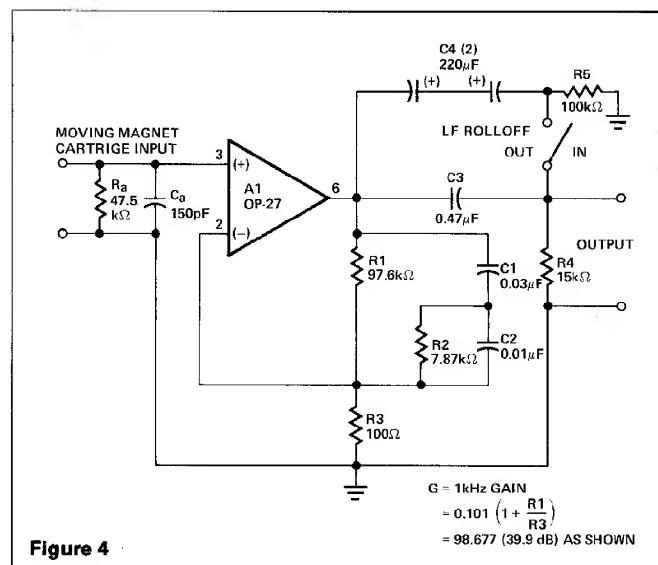 C4 (2)
220µF
(+) (+)
R5
100kΩ
LF ROLLOFF
OUT IN
MOVING MAGNET
CARTRIGE INPUT
3
(+)
A1
OP-27
6
2
(-)
Ra
47.5
kΩ
Ca
150pF
C3
0.47µF
OUTPUT
R1
97.6kΩ
C1
0.03µF
R4
15kΩ
R2
7.87kΩ
C2
0.01µF
R3
100Ω
G = 1kHz GAIN
= 0.101 (1 + R1/R3)
= 98.677 (39.9 dB) AS SHOWN
Figure 4